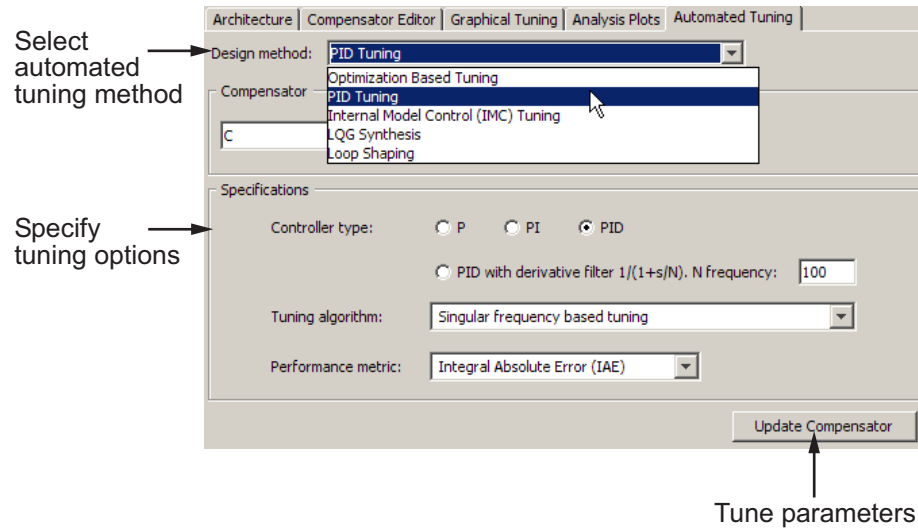 Architecture Compensator Editor Graphical Tuning Analysis Plots Automated Tuning
Select
automated
tuning method
Design method: PID Tuning
Optimization Based Tuning
PID Tuning
Internal Model Control (IMC) Tuning
LQG Synthesis
Loop Shaping
Compensator
C
Specifications
Specify
tuning options
Controller type: P PI PID
PID with derivative filter 1/(1+s/N). N frequency: 100
Tuning algorithm: Singular frequency based tuning
Performance metric: Integral Absolute Error (IAE)
Update Compensator
Tune parameters